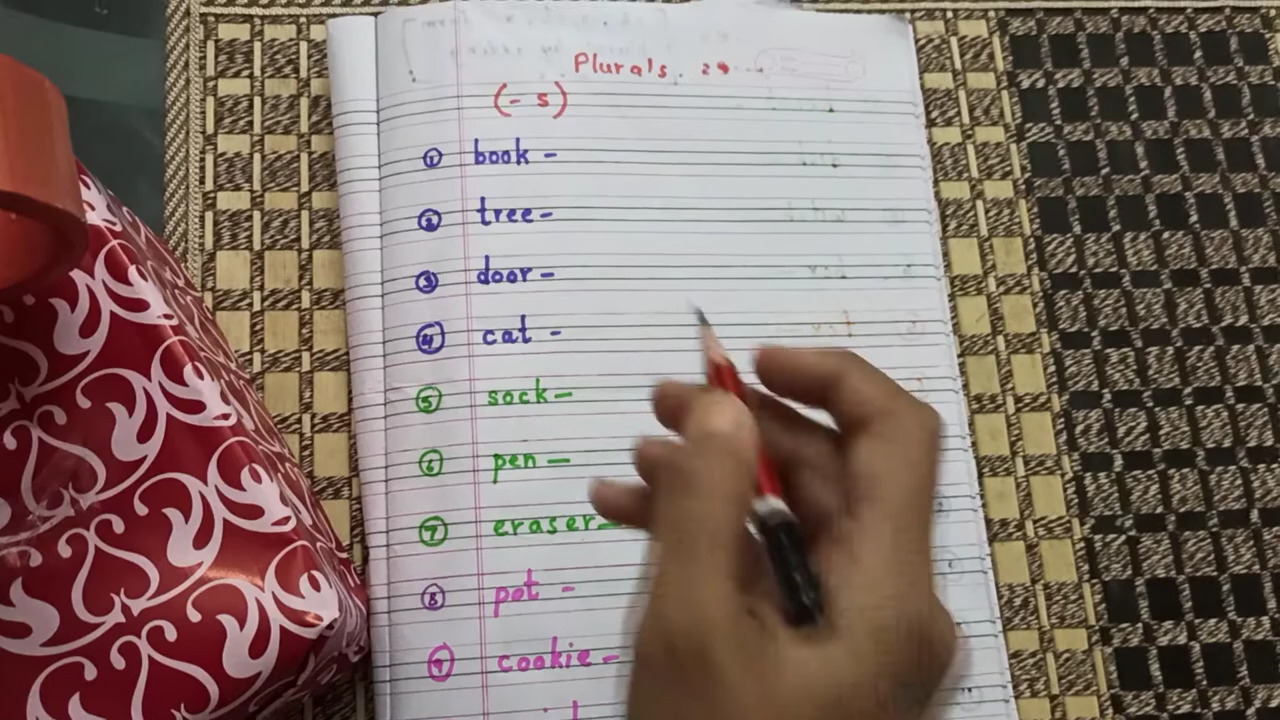 Plurals.
(- s)
① book -
② tree -
③ door -
④ cat -
⑤ sock -
⑥ pen -
⑦ eraser -
⑧ pot -
⑨ cookie -